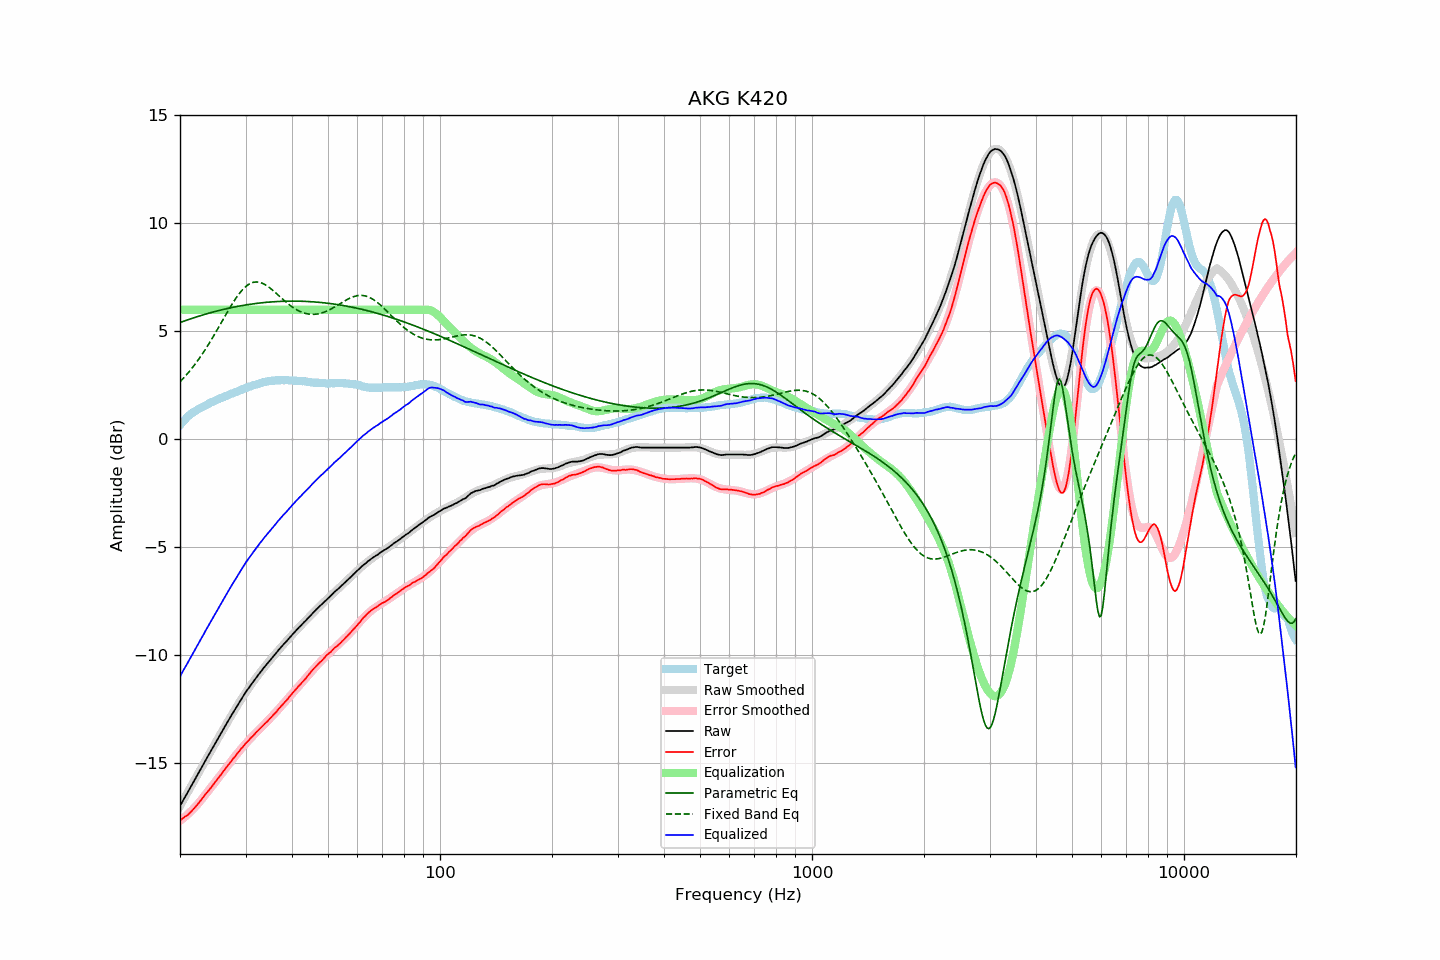 AKG K420
Amplitude (dBr)
15
10
5
0
−5
−10
−15
100
1000
10000
Frequency (Hz)
Target
Raw Smoothed
Error Smoothed
Raw
Error
Equalization
Parametric Eq
Fixed Band Eq
Equalized